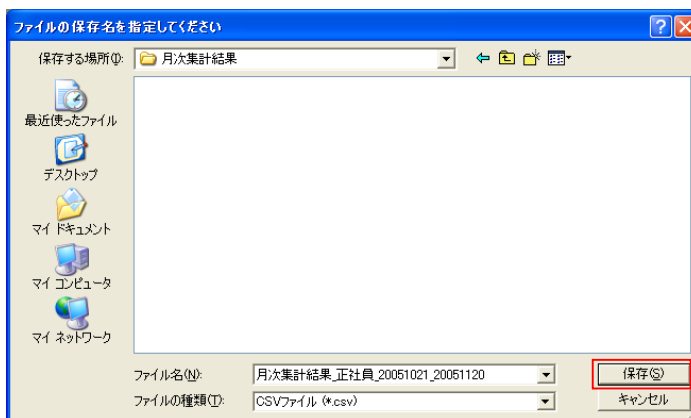 ファイルの保存名を指定してください
保存する場所(I): 月次集計結果
最近使ったファイル
デスクトップ
マイ ドキュメント
マイ コンピュータ
マイ ネットワーク
ファイル名(N): 月次集計結果_正社員_20051021_20051120 保存(S)
ファイルの種類(T): CSVファイル (*.csv) キャンセル